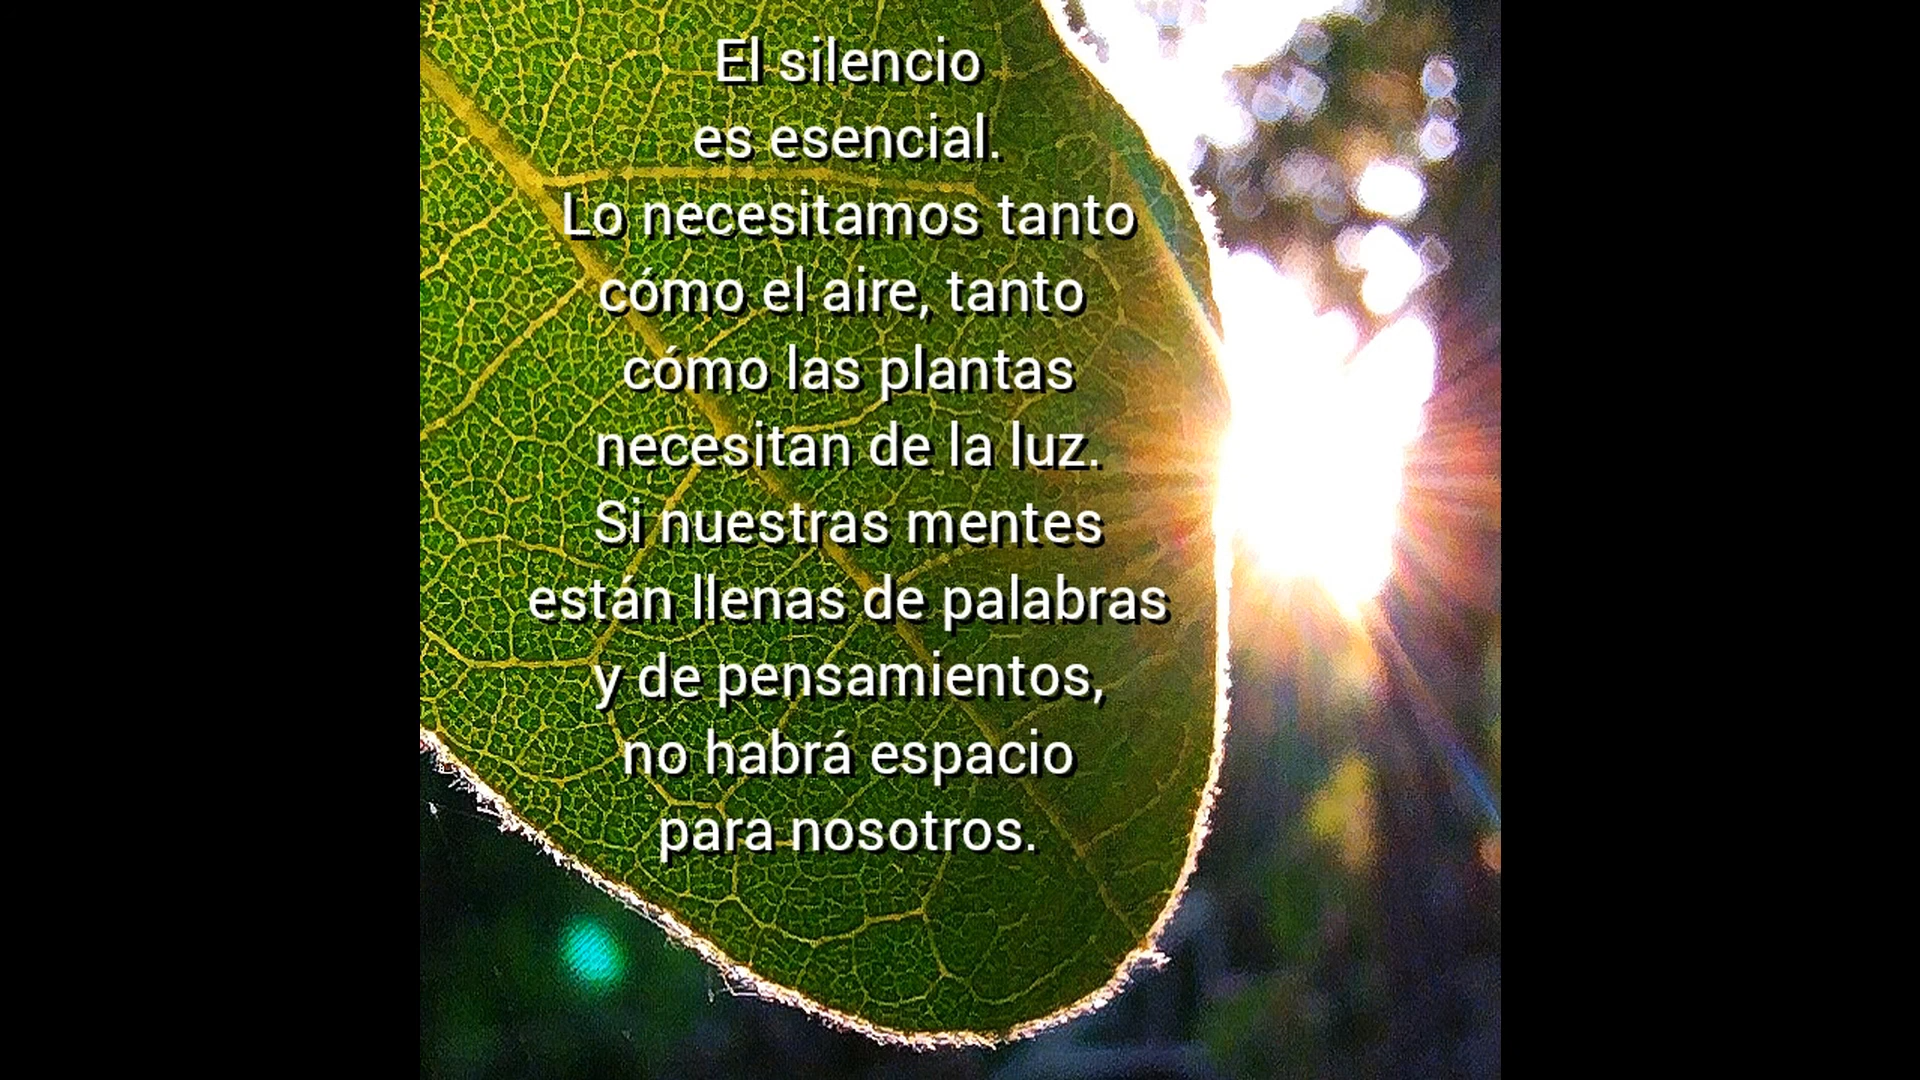 El silencio
es esencial.
Lo necesitamos tanto
cómo el aire, tanto
cómo las plantas
necesitan de la luz.
Si nuestras mentes
están llenas de palabras
y de pensamientos,
no habrá espacio
para nosotros.